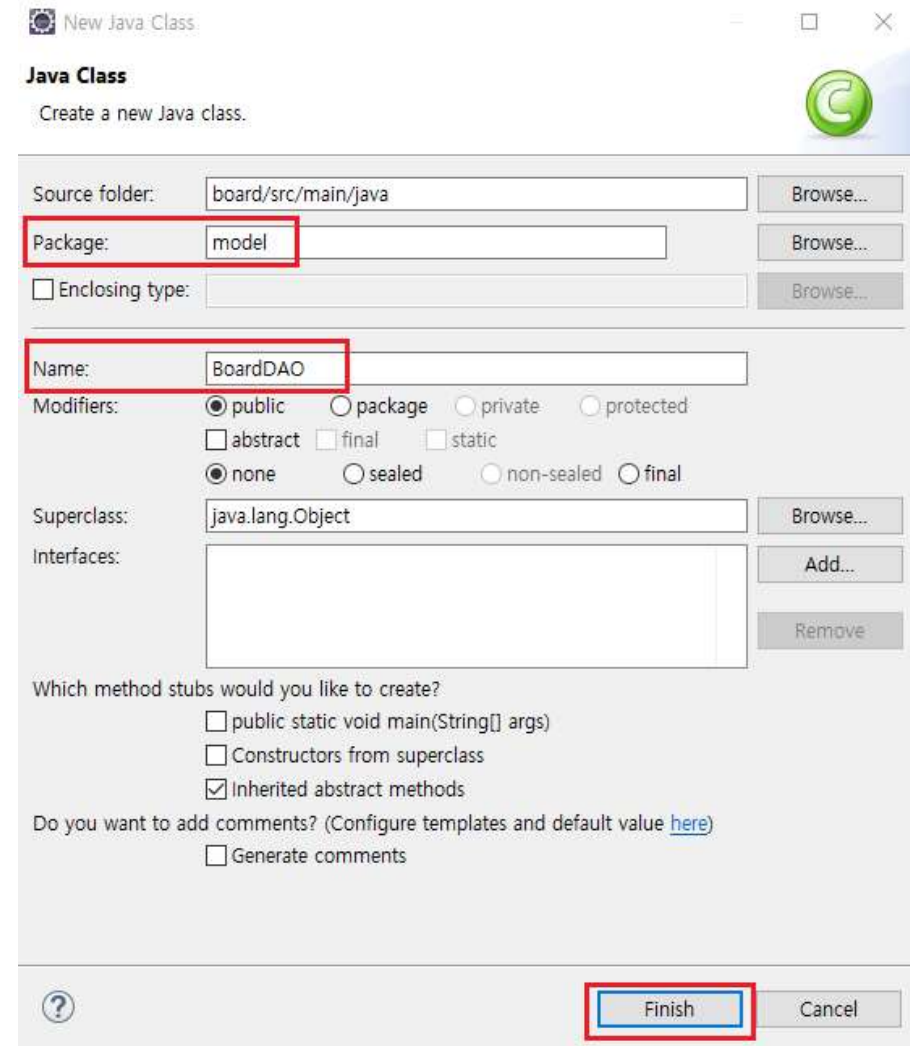 New Java Class
Java Class
Create a new Java class.
Source folder: board/src/main/java Browse...
Package: model Browse...
Enclosing type: Browse...
Name: BoardDAO
Modifiers: public package private protected
abstract final static
none sealed non-sealed final
Superclass: java.lang.Object Browse...
Interfaces: Add...
Remove
Which method stubs would you like to create?
public static void main(String[] args)
Constructors from superclass
Inherited abstract methods
Do you want to add comments? (Configure templates and default value here)
Generate comments
? Finish Cancel